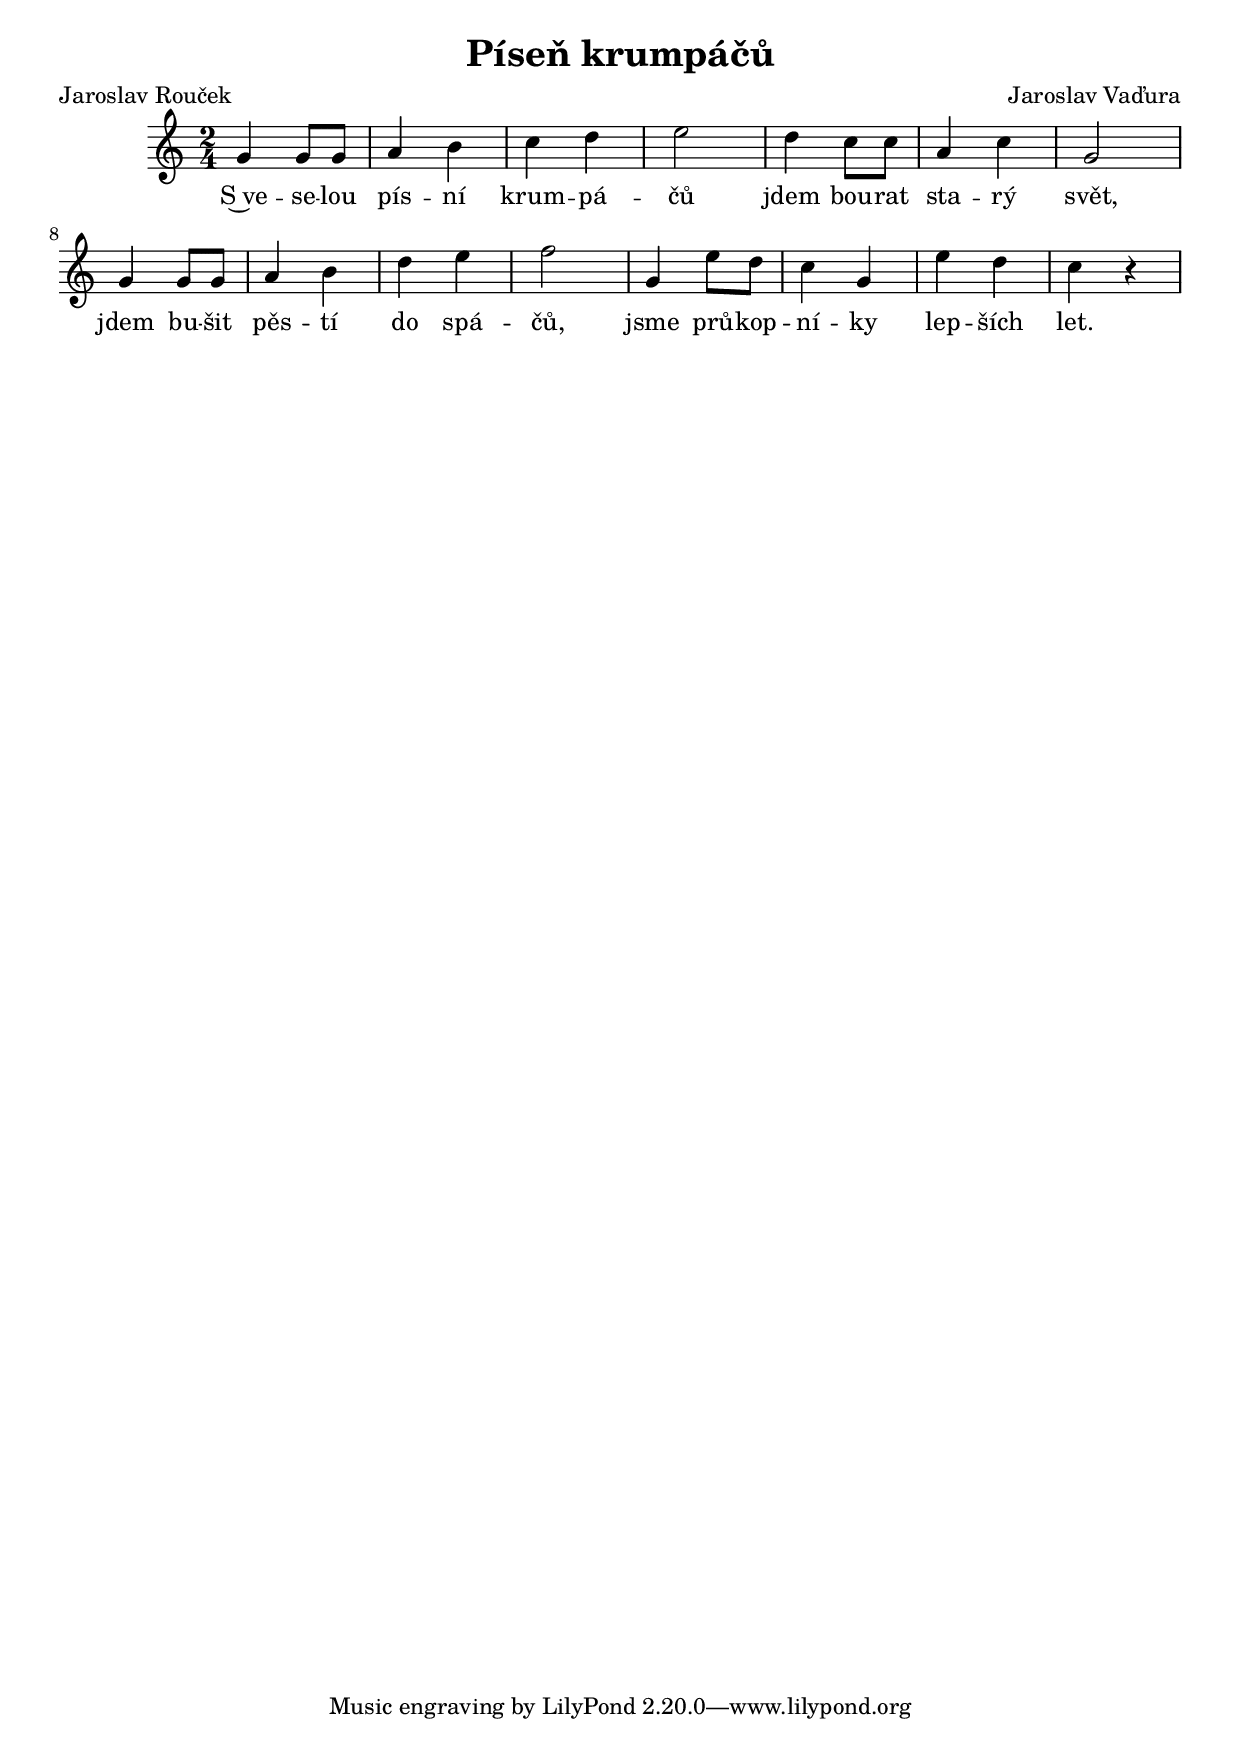 Píseň krumpáčů
Jaroslav Rouček
Jaroslav Vaďura
2
4
S‿ve -- se -- lou pís -- ní krum -- pá -- čů jdem bou -- rat sta -- rý svět,
8
jdem bu -- šit pěs -- tí do spá -- čů, jsme prů -- kop -- ní -- ky lep -- ších let.
Music engraving by LilyPond 2.20.0—www.lilypond.org